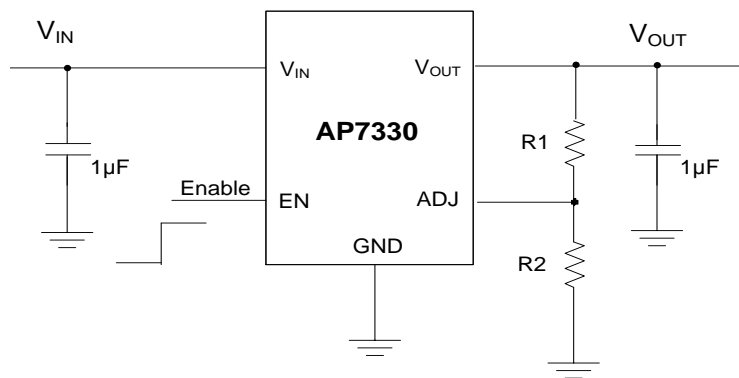 VIN
VOUT
VIN
VOUT
AP7330
R1
1µF
1µF
Enable
EN
ADJ
GND
R2